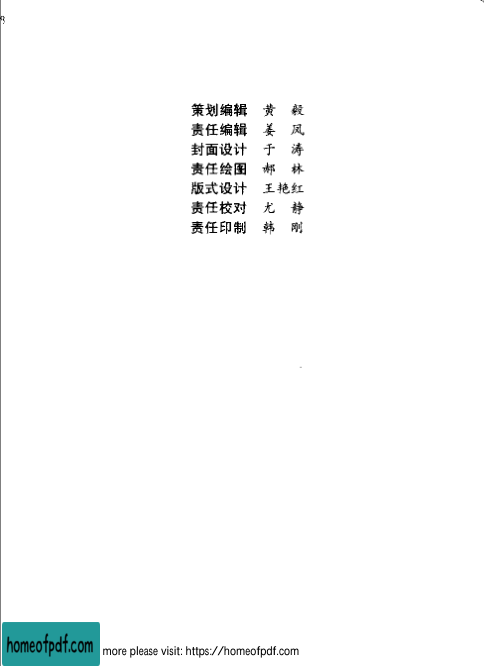 策划编辑 黄 毅
责任编辑 姜 凤
封面设计 于 涛
责任绘图 郝 林
版式设计 王艳红
责任校对 尤 静
责任印制 韩 刚
homeofpdf.com more please visit: https://homeofpdf.com